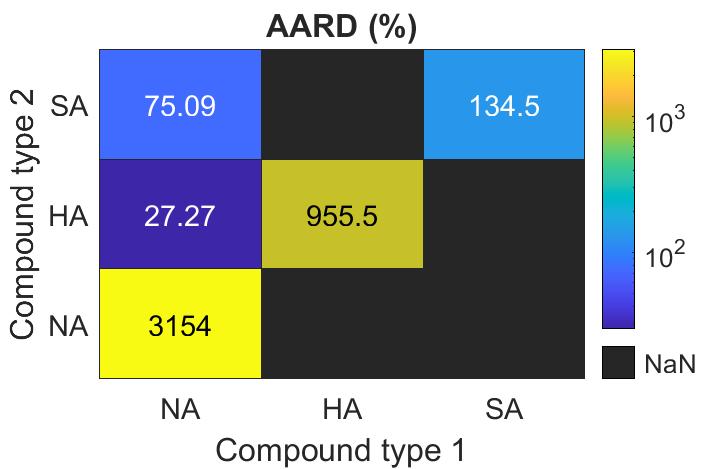 AARD (%)
Compound type 2
SA
75.09
134.5
HA
27.27
955.5
NA
3154
NA
HA
SA
Compound type 1
10³
10²
NaN